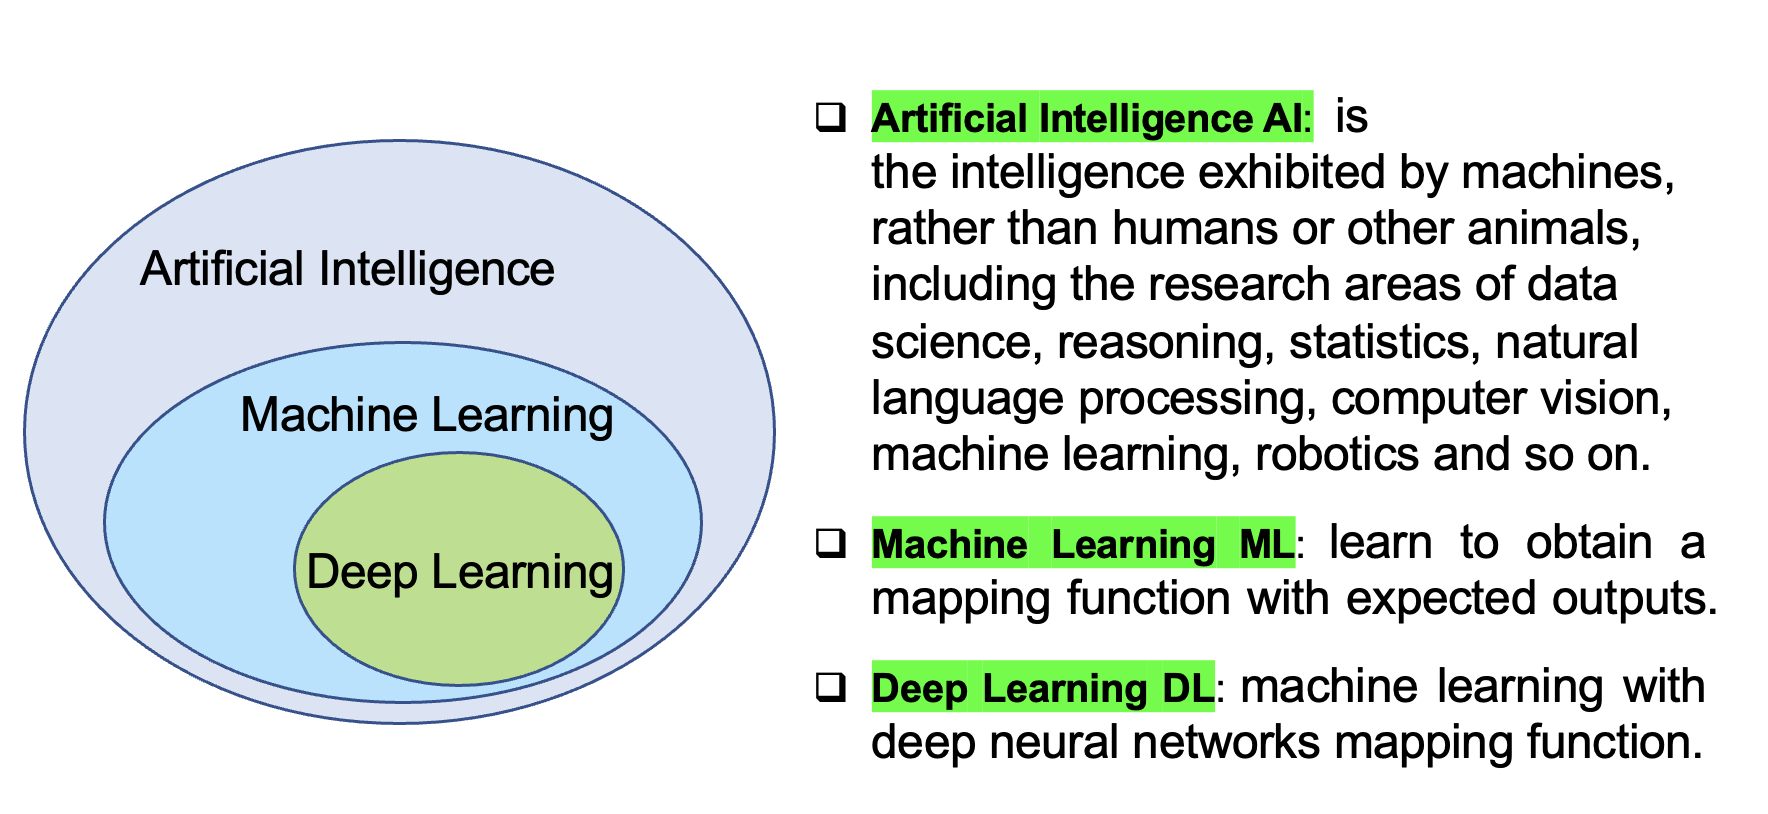 Artificial Intelligence
Machine Learning
Deep Learning
Artificial Intelligence AI: is
the intelligence exhibited by machines,
rather than humans or other animals,
including the research areas of data
science, reasoning, statistics, natural
language processing, computer vision,
machine learning, robotics and so on.
Machine Learning ML: learn to obtain a
mapping function with expected outputs.
Deep Learning DL: machine learning with
deep neural networks mapping function.